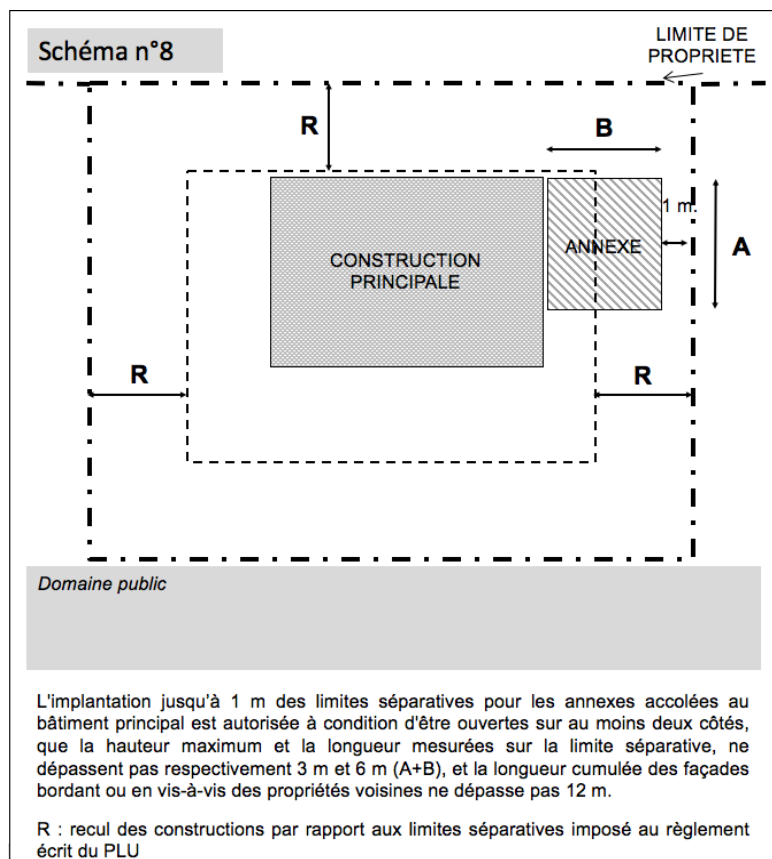 Schéma n°8
LIMITE DE
PROPRIETE
R
B
1 m.
A
CONSTRUCTION
PRINCIPALE
ANNEXE
R
R
Domaine public
L'implantation jusqu'à 1 m des limites séparatives pour les annexes accolées au
bâtiment principal est autorisée à condition d'être ouvertes sur au moins deux côtés,
que la hauteur maximum et la longueur mesurées sur la limite séparative, ne
dépassent pas respectivement 3 m et 6 m (A+B), et la longueur cumulée des façades
bordant ou en vis-à-vis des propriétés voisines ne dépasse pas 12 m.
R : recul des constructions par rapport aux limites séparatives imposé au règlement
écrit du PLU